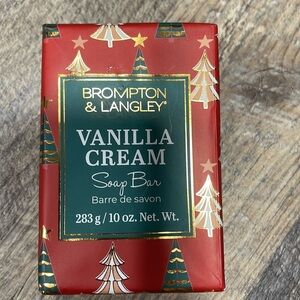 BROMPTON
& LANGLEY®
VANILLA
CREAM
Soap Bar
Barre de savon
283 g / 10 oz. Net. Wt.